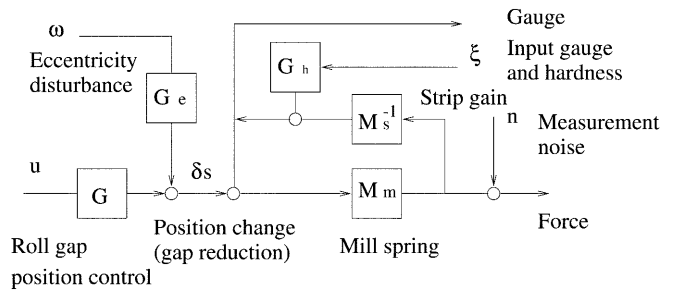 ω
Gauge
Eccentricity
disturbance
G h
ξ
Input gauge
and hardness
G e
Strip gain
M s -1
n
Measurement
noise
u
δs
G
M m
Roll gap
position control
Position change
(gap reduction)
Mill spring
Force